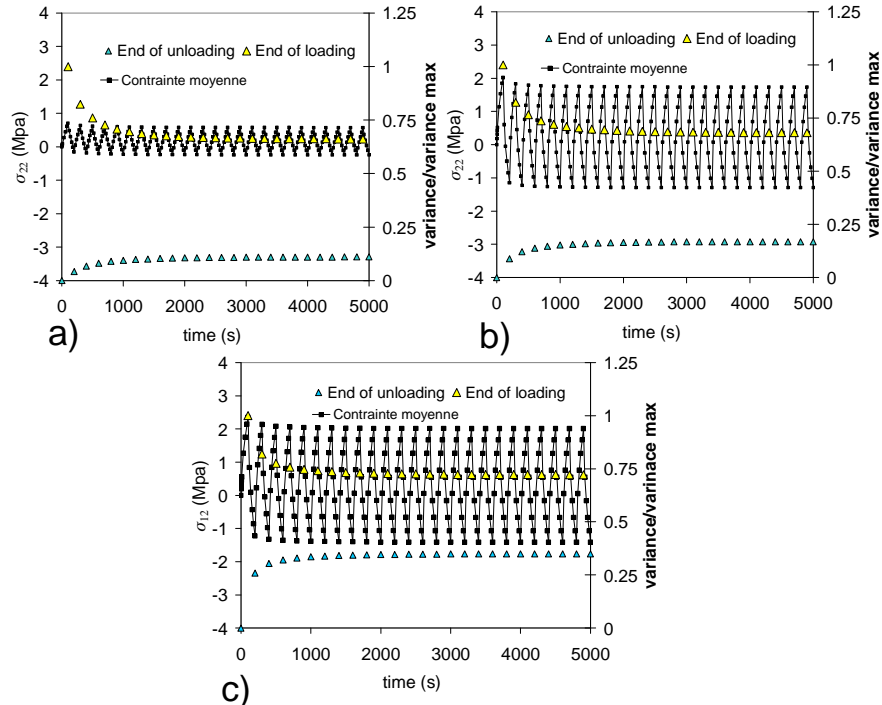 4 1.25
End of unloading End of loading
3 Contrainte moyenne 1
2
1 0.75
0
-1 0.5
-2 0.25
-3
-4 0
0 1000 2000 3000 4000 5000
σ22 (Mpa)
variance/variance max
time (s)
a)
4 1.25
End of unloading End of loading
3 Contrainte moyenne 1
2
1 0.75
0
-1 0.5
-2 0.25
-3
-4 0
0 1000 2000 3000 4000 5000
σ22 (Mpa)
variance/variance max
time (s)
b)
4 1.25
End of unloading End of loading
3 Contrainte moyenne 1
2
1 0.75
0
-1 0.5
-2 0.25
-3
-4 0
0 1000 2000 3000 4000 5000
σ12 (Mpa)
variance/varinace max
time (s)
c)